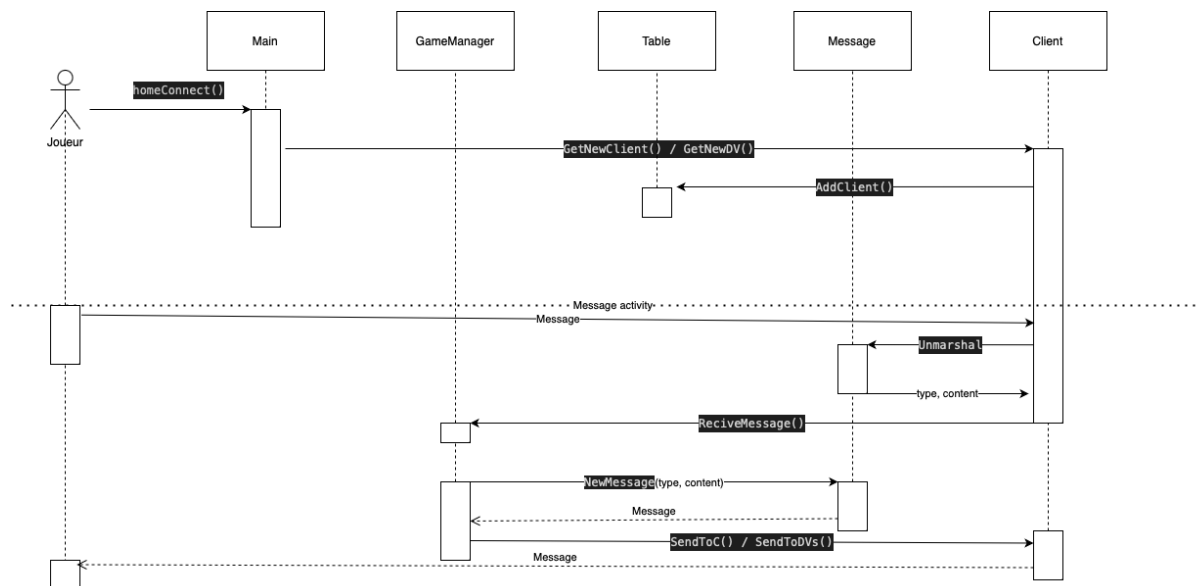 Main
GameManager
Table
Message
Client
homeConnect()
Joueur
GetNewClient() / GetNewDV()
AddClient()
Message activity
Message
Unmarshal
type, content
ReciveMessage()
NewMessage(type, content)
Message
SendToC() / SendToDVs()
Message